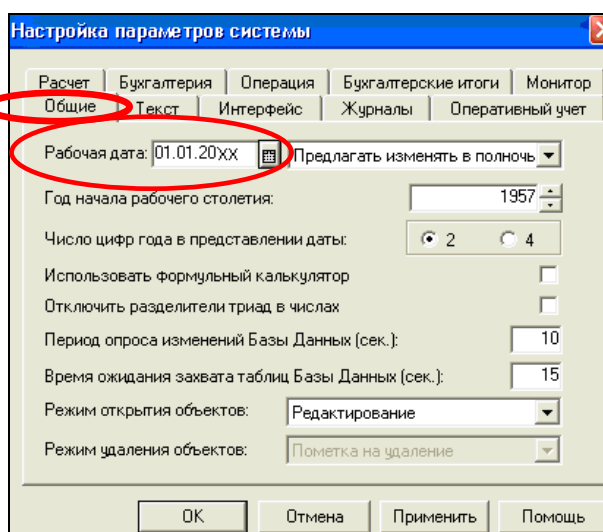 Настройка параметров системы
Расчет Бухгалтерия Операция Бухгалтерские итоги Монитор
Общие Текст Интерфейс Журналы Оперативный учет
Рабочая дата: 01.01.20XX Предлагать изменять в полночь
Год начала рабочего столетия: 1957
Число цифр года в представлении даты: 2 4
Использовать формульный калькулятор
Отключить разделители триад в числах
Период опроса изменений Базы Данных (сек.): 10
Время ожидания захвата таблиц Базы Данных (сек.): 15
Режим открытия объектов: Редактирование
Режим удаления объектов: Пометка на удаление
OK Отмена Применить Помощь